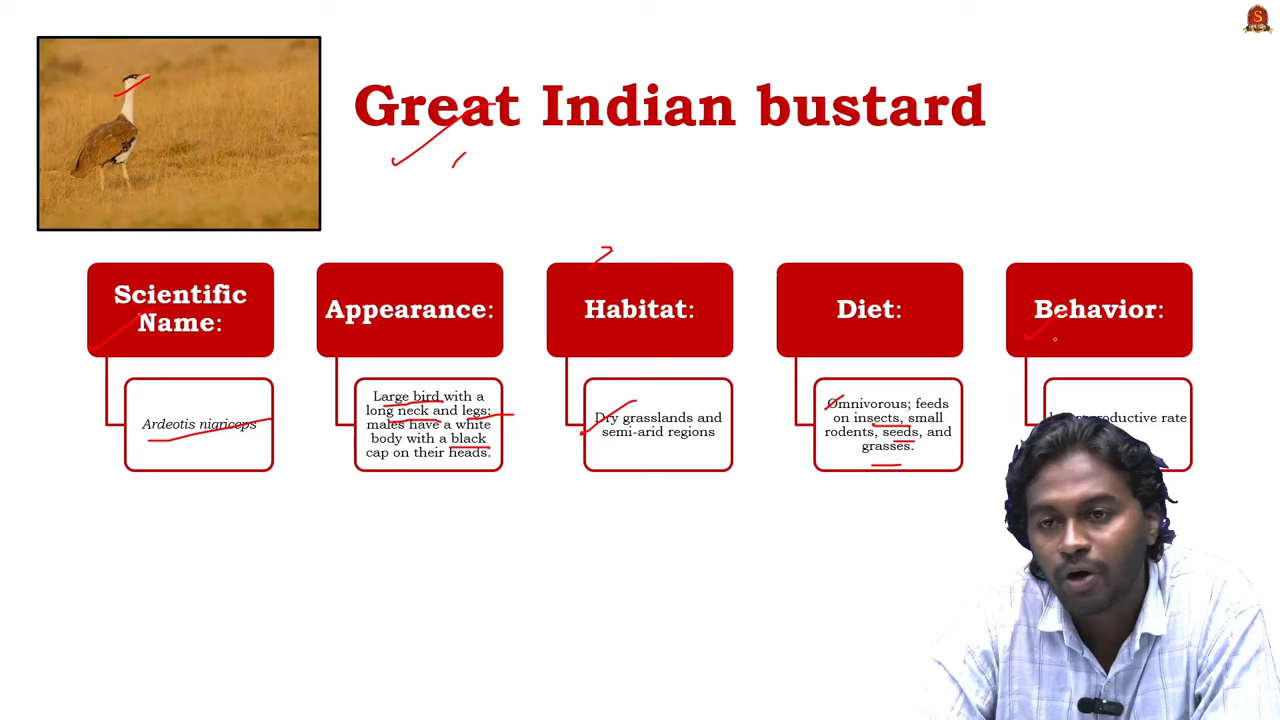 Great Indian bustard
Scientific
Name:
Appearance:
Habitat:
Diet:
Behavior:
Ardeotis nigriceps
Large bird with a
long neck and legs;
males have a white
body with a black
cap on their heads.
Dry grasslands and
semi-arid regions
Omnivorous; feeds
on insects, small
rodents, seeds, and
grasses.
rate